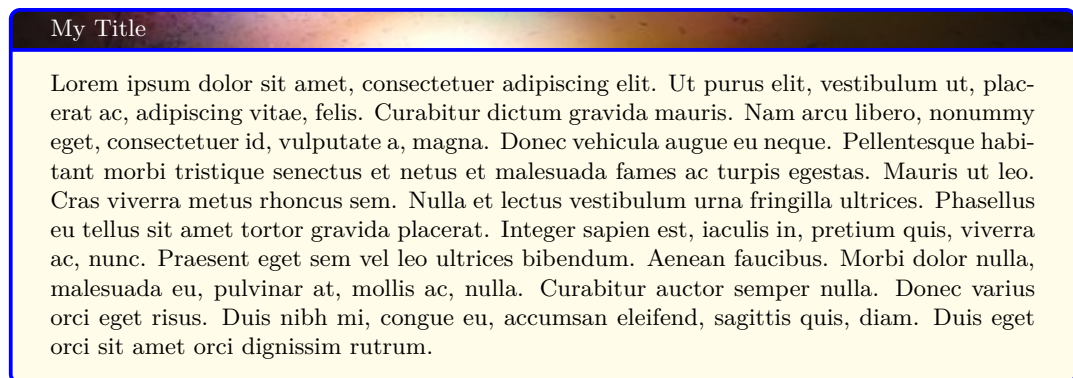 My Title
Lorem ipsum dolor sit amet, consectetuer adipiscing elit. Ut purus elit, vestibulum ut, plac-
erat ac, adipiscing vitae, felis. Curabitur dictum gravida mauris. Nam arcu libero, nonummy
eget, consectetuer id, vulputate a, magna. Donec vehicula augue eu neque. Pellentesque habi-
tant morbi tristique senectus et netus et malesuada fames ac turpis egestas. Mauris ut leo.
Cras viverra metus rhoncus sem. Nulla et lectus vestibulum urna fringilla ultrices. Phasellus
eu tellus sit amet tortor gravida placerat. Integer sapien est, iaculis in, pretium quis, viverra
ac, nunc. Praesent eget sem vel leo ultrices bibendum. Aenean faucibus. Morbi dolor nulla,
malesuada eu, pulvinar at, mollis ac, nulla. Curabitur auctor semper nulla. Donec varius
orci eget risus. Duis nibh mi, congue eu, accumsan eleifend, sagittis quis, diam. Duis eget
orci sit amet orci dignissim rutrum.